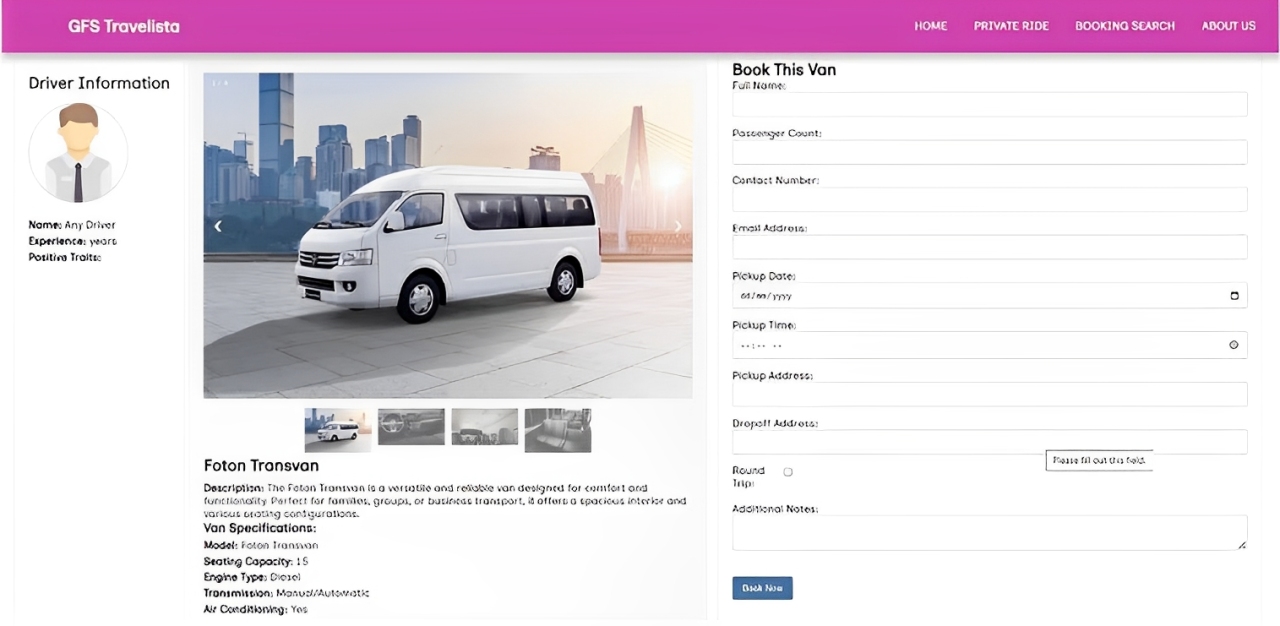 GFS Travelista
HOME
PRIVATE RIDE
BOOKING SEARCH
ABOUT US
Driver Information
Name: Any Driver
Experience: years
Positive Traits:
Foton Transvan
Description: The Foton Transvan is a versatile and reliable van designed for comfort and
functionality. Perfect for families, groups, or business transport, it offers a spacious interior and
various seating configurations.
Van Specifications:
Model: Foton Transvan
Seating Capacity: 15
Engine Type: Diesel
Transmission: Manual/Automatic
Air Conditioning: Yes
Book This Van
Full Name:
Passenger Count:
Contact Number:
Email Address:
Pickup Date:
dd/mm/yyyy
Pickup Time:
--:-- --
Pickup Address:
Dropoff Address:
Please fill out this field.
Round
Trip:
Additional Notes:
Book Now